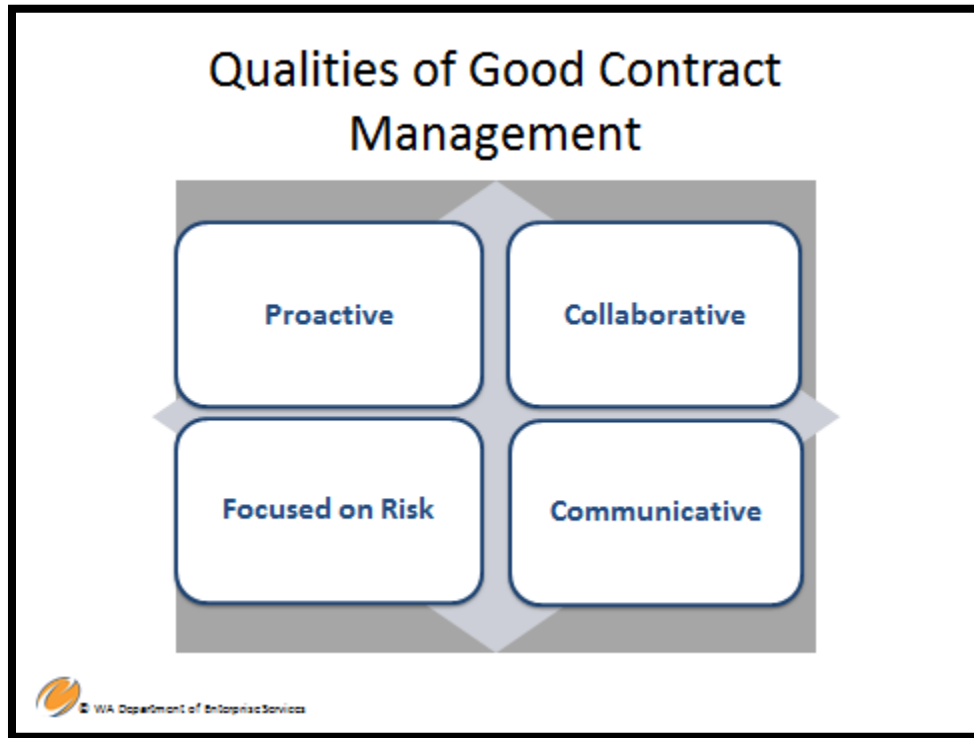 Qualities of Good Contract
Management
Proactive
Collaborative
Focused on Risk
Communicative
© WA Department of Enterprise Services